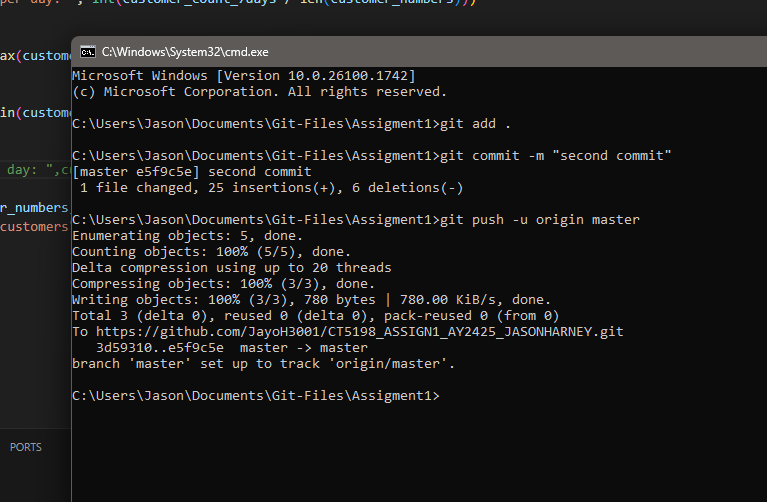 per day: ", int(customer_count_7days / len(customer_numbers)))
C:\Windows\System32\cmd.exe
ax(custome
in(custome
day: ",cu
r_numbers
customers
Microsoft Windows [Version 10.0.26100.1742]
(c) Microsoft Corporation. All rights reserved.
C:\Users\Jason\Documents\Git-Files\Assigment1>git add .
C:\Users\Jason\Documents\Git-Files\Assigment1>git commit -m "second commit"
[master e5f9c5e] second commit
1 file changed, 25 insertions(+), 6 deletions(-)
C:\Users\Jason\Documents\Git-Files\Assigment1>git push -u origin master
Enumerating objects: 5, done.
Counting objects: 100% (5/5), done.
Delta compression using up to 20 threads
Compressing objects: 100% (3/3), done.
Writing objects: 100% (3/3), 780 bytes | 780.00 KiB/s, done.
Total 3 (delta 0), reused 0 (delta 0), pack-reused 0 (from 0)
To https://github.com/JayoH3001/CT5198_ASSIGN1_AY2425_JASONHARNEY.git
3d59310..e5f9c5e  master -> master
branch 'master' set up to track 'origin/master'.
C:\Users\Jason\Documents\Git-Files\Assigment1>
PORTS